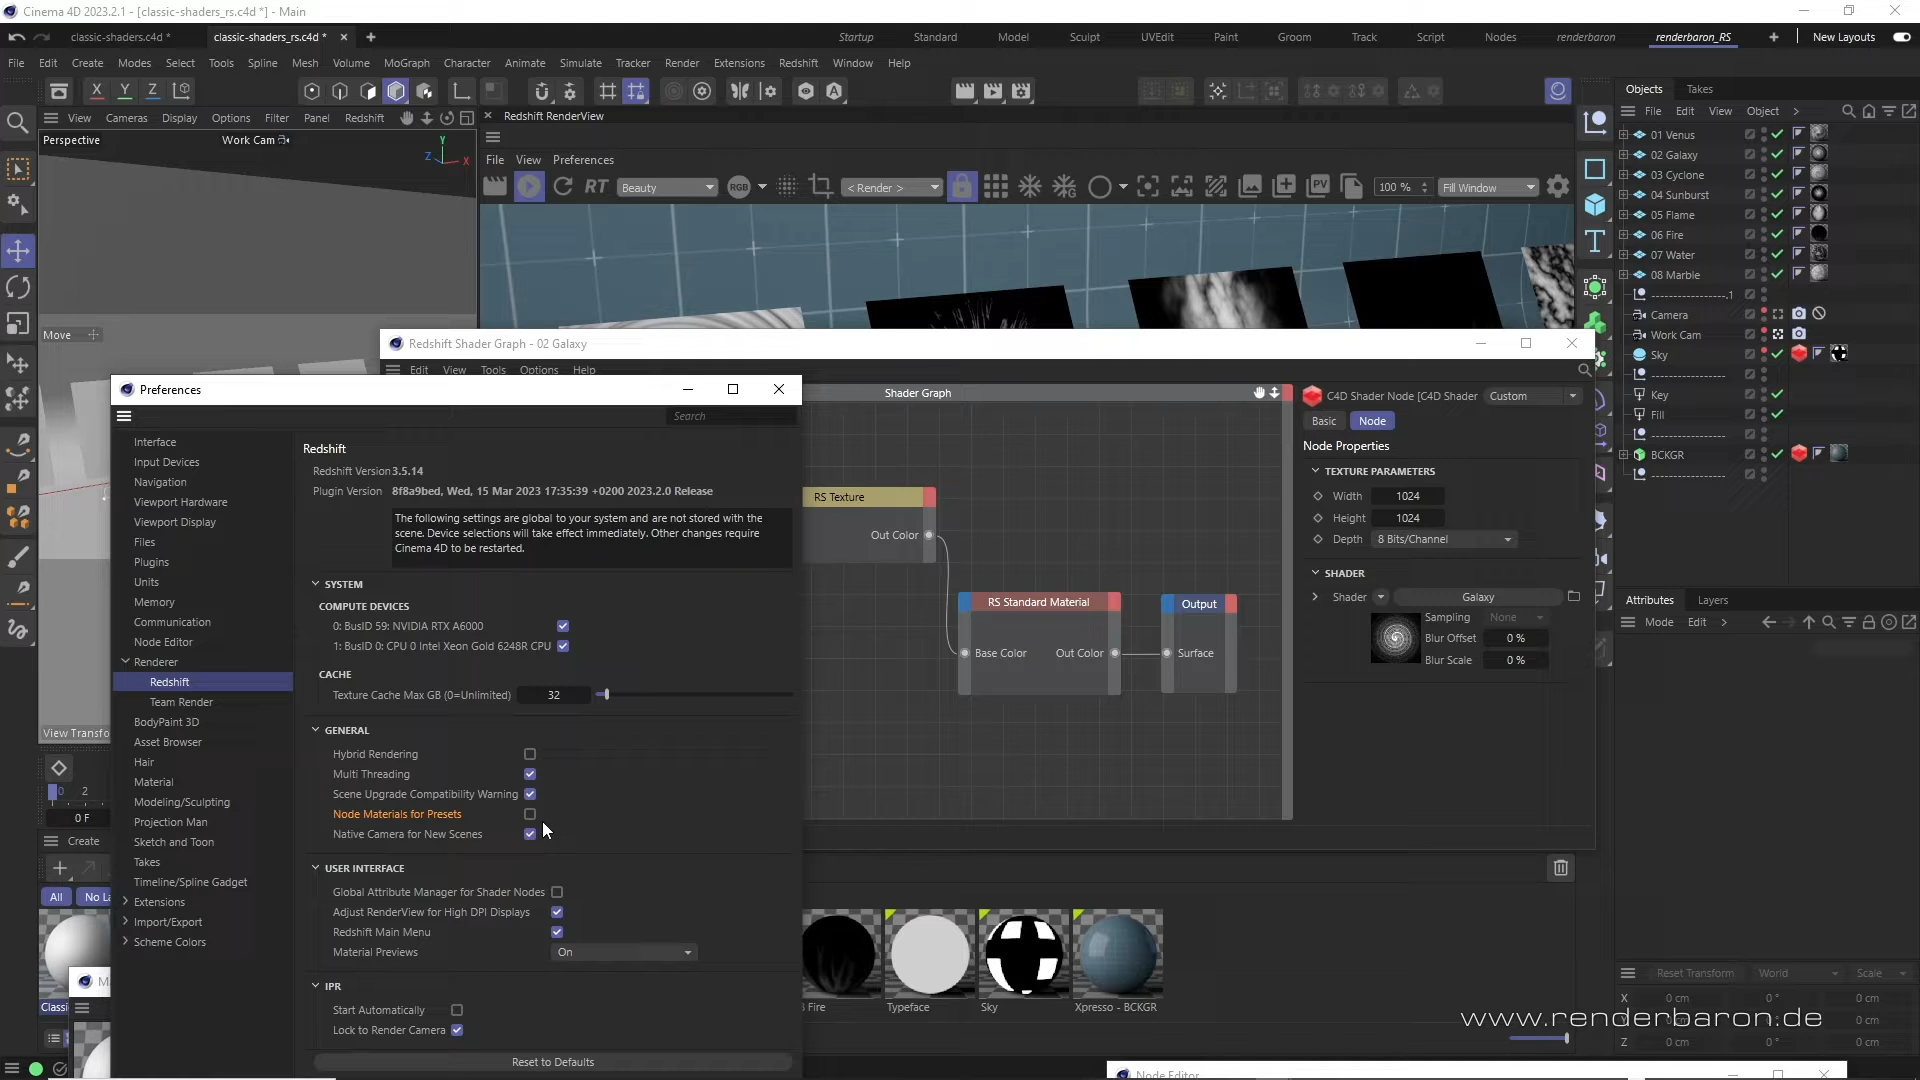 Cinema 4D 2023.2.1 - [classic-shaders_rs.c4d *] - Main
classic-shaders.c4d *
classic-shaders_rs.c4d *
Startup
Standard
Model
Sculpt
UVEdit
Paint
Groom
Track
Script
Nodes
renderbaron
renderbaron_RS
New Layouts
File Edit Create Modes Select Tools Spline Mesh Volume MoGraph Character Animate Simulate Tracker Render Extensions Redshift Window Help
X Y Z
View Cameras Display Options Filter Panel Redshift
Redshift RenderView
Perspective
Work Cam
Y
Z
X
File View Preferences
RT
Beauty
RGB
< Render >
PV
100 %
Fill Window
Move
View Transfo
Redshift Shader Graph - 02 Galaxy
Edit View Tools Options Help
Shader Graph
RS Texture
Out Color
RS Standard Material
Base Color Out Color
Output
Surface
C4D Shader Node [C4D Shader
Custom
Basic
Node
Node Properties
TEXTURE PARAMETERS
Width 1024
Height 1024
Depth 8 Bits/Channel
SHADER
Shader Galaxy
Sampling None
Blur Offset 0 %
Blur Scale 0 %
Preferences
Search
Interface
Input Devices
Navigation
Viewport Hardware
Viewport Display
Files
Plugins
Units
Memory
Communication
Node Editor
Renderer
Redshift
Team Render
BodyPaint 3D
Asset Browser
Hair
Material
Modeling/Sculpting
Projection Man
Sketch and Toon
Takes
Timeline/Spline Gadget
Extensions
Import/Export
Scheme Colors
Redshift
Redshift Version 3.5.14
Plugin Version 8f8a9bed, Wed, 15 Mar 2023 17:35:39 +0200 2023.2.0 Release
The following settings are global to your system and are not stored with the
scene. Device selections will take effect immediately. Other changes require
Cinema 4D to be restarted.
SYSTEM
COMPUTE DEVICES
0: BusID 59: NVIDIA RTX A6000
1: BusID 0: CPU 0 Intel Xeon Gold 6248R CPU
CACHE
Texture Cache Max GB (0=Unlimited) 32
GENERAL
Hybrid Rendering
Multi Threading
Scene Upgrade Compatibility Warning
Node Materials for Presets
Native Camera for New Scenes
USER INTERFACE
Global Attribute Manager for Shader Nodes
Adjust RenderView for High DPI Displays
Redshift Main Menu
Material Previews On
IPR
Start Automatically
Lock to Render Camera
Reset to Defaults
0 2
0 F
Create
All
No La
Classi
M
Fire
Typeface
Sky
Xpresso - BCKGR
Node Editor
Objects
Takes
File Edit View Object
01 Venus
02 Galaxy
03 Cyclone
04 Sunburst
05 Flame
06 Fire
07 Water
08 Marble
------------------.1
Camera
Work Cam
Sky
------------------
Key
Fill
------------------
BCKGR
------------------
Attributes
Layers
Mode Edit
Reset Transform World Scale
X 0 cm 0 ° 0 cm
Y 0 cm 0 ° 0 cm
Z 0 cm 0 ° 0 cm
www.renderbaron.de